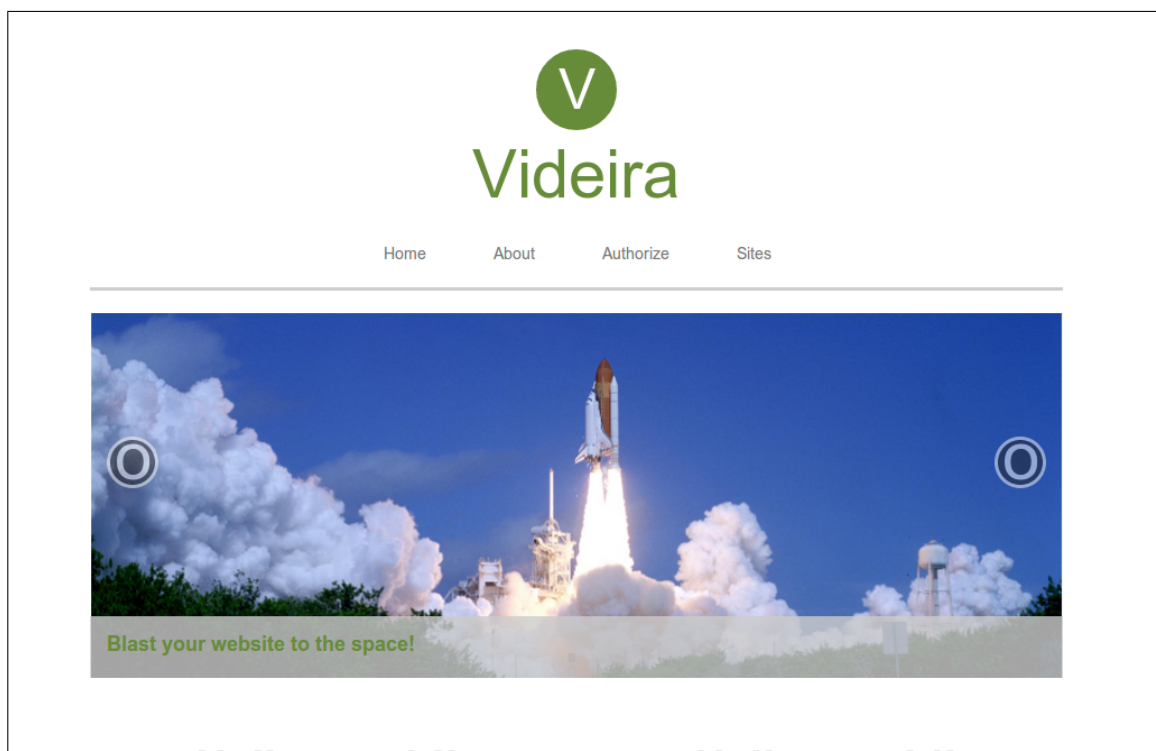 V
Videira
Home About Authorize Sites
O O
Blast your website to the space!